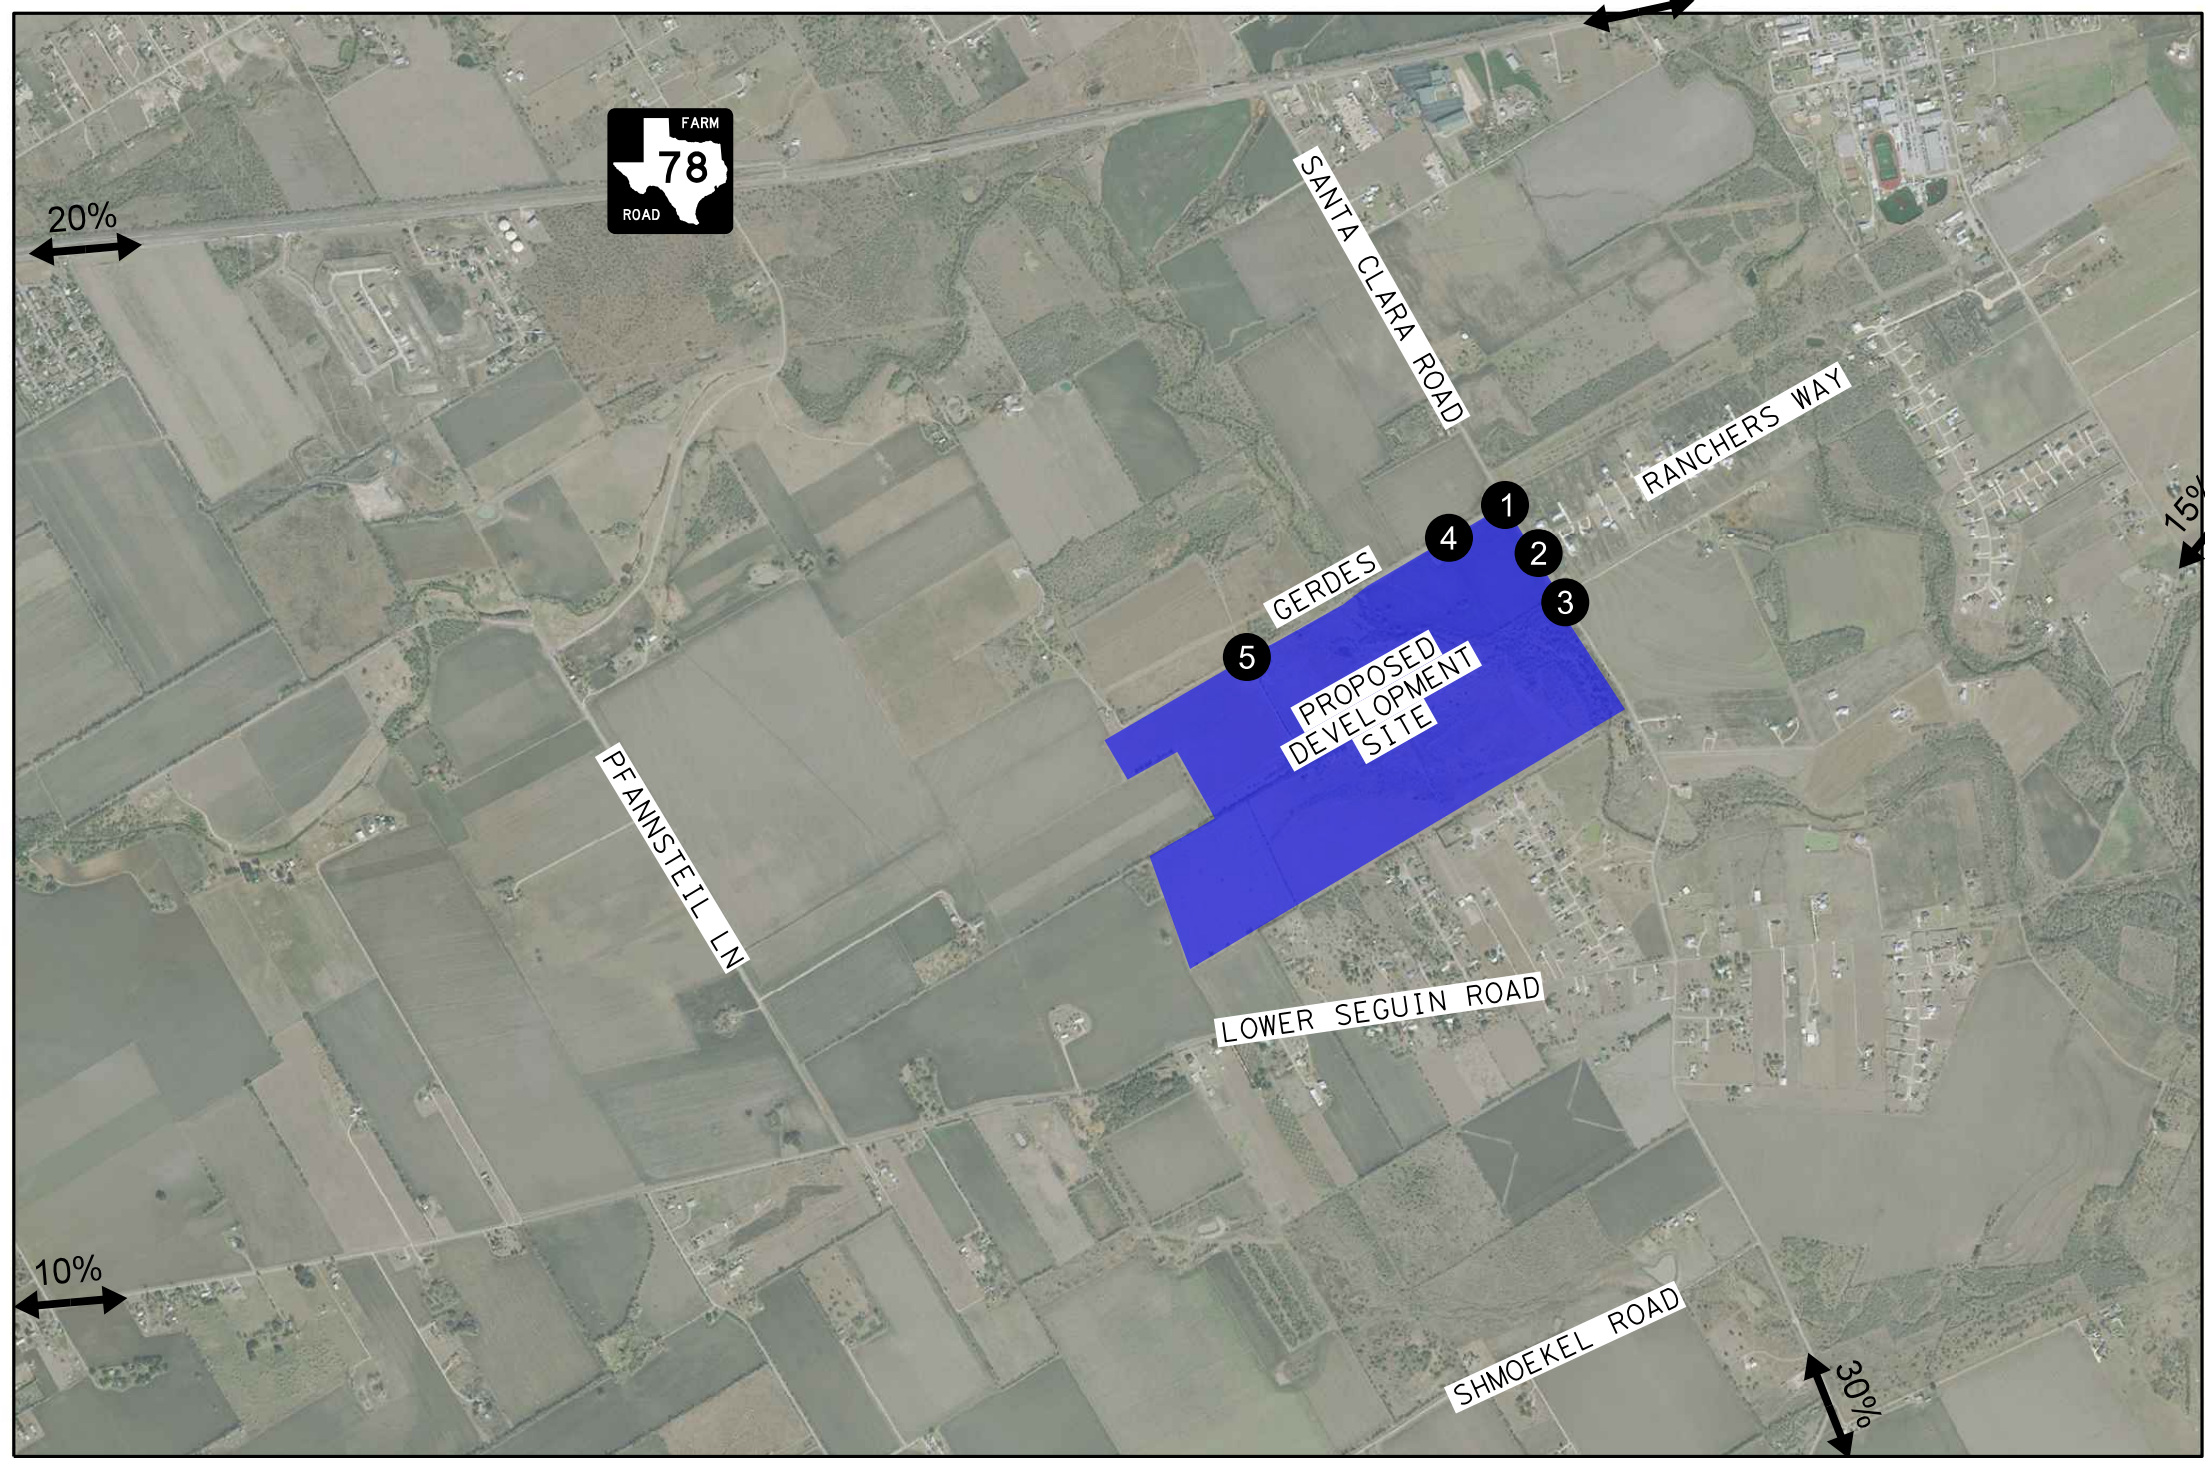 FARM
78
ROAD
20%
SANTA CLARA ROAD
RANCHERS WAY
15%
1
4
2
GERDES
3
5
PROPOSED
DEVELOPMENT
SITE
PFANNSTEIL LN
LOWER SEGUIN ROAD
10%
SHMOEKEL ROAD
30%